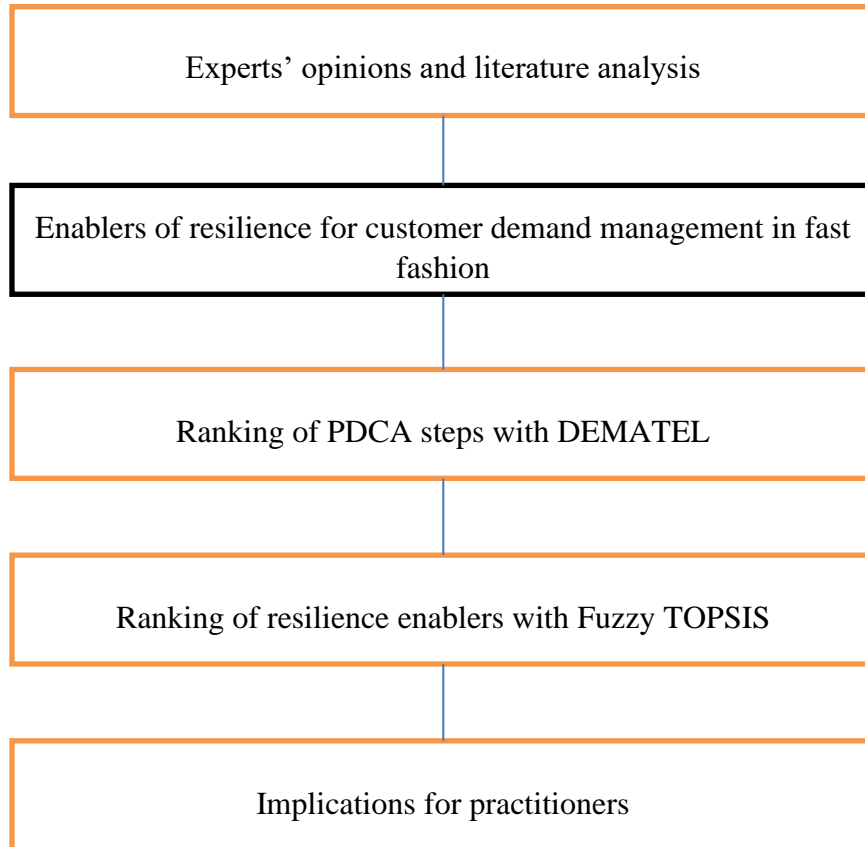 Experts’ opinions and literature analysis
Enablers of resilience for customer demand management in fast
fashion
Ranking of PDCA steps with DEMATEL
Ranking of resilience enablers with Fuzzy TOPSIS
Implications for practitioners